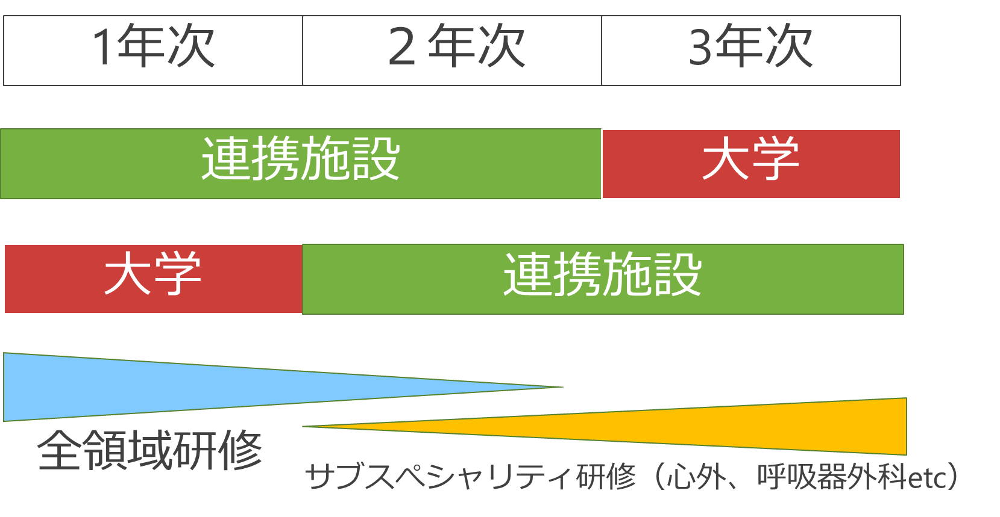 1年次
２年次
3年次
連携施設
大学
大学
連携施設
全領域研修
サブスペシャリティ研修（心外、呼吸器外科etc）